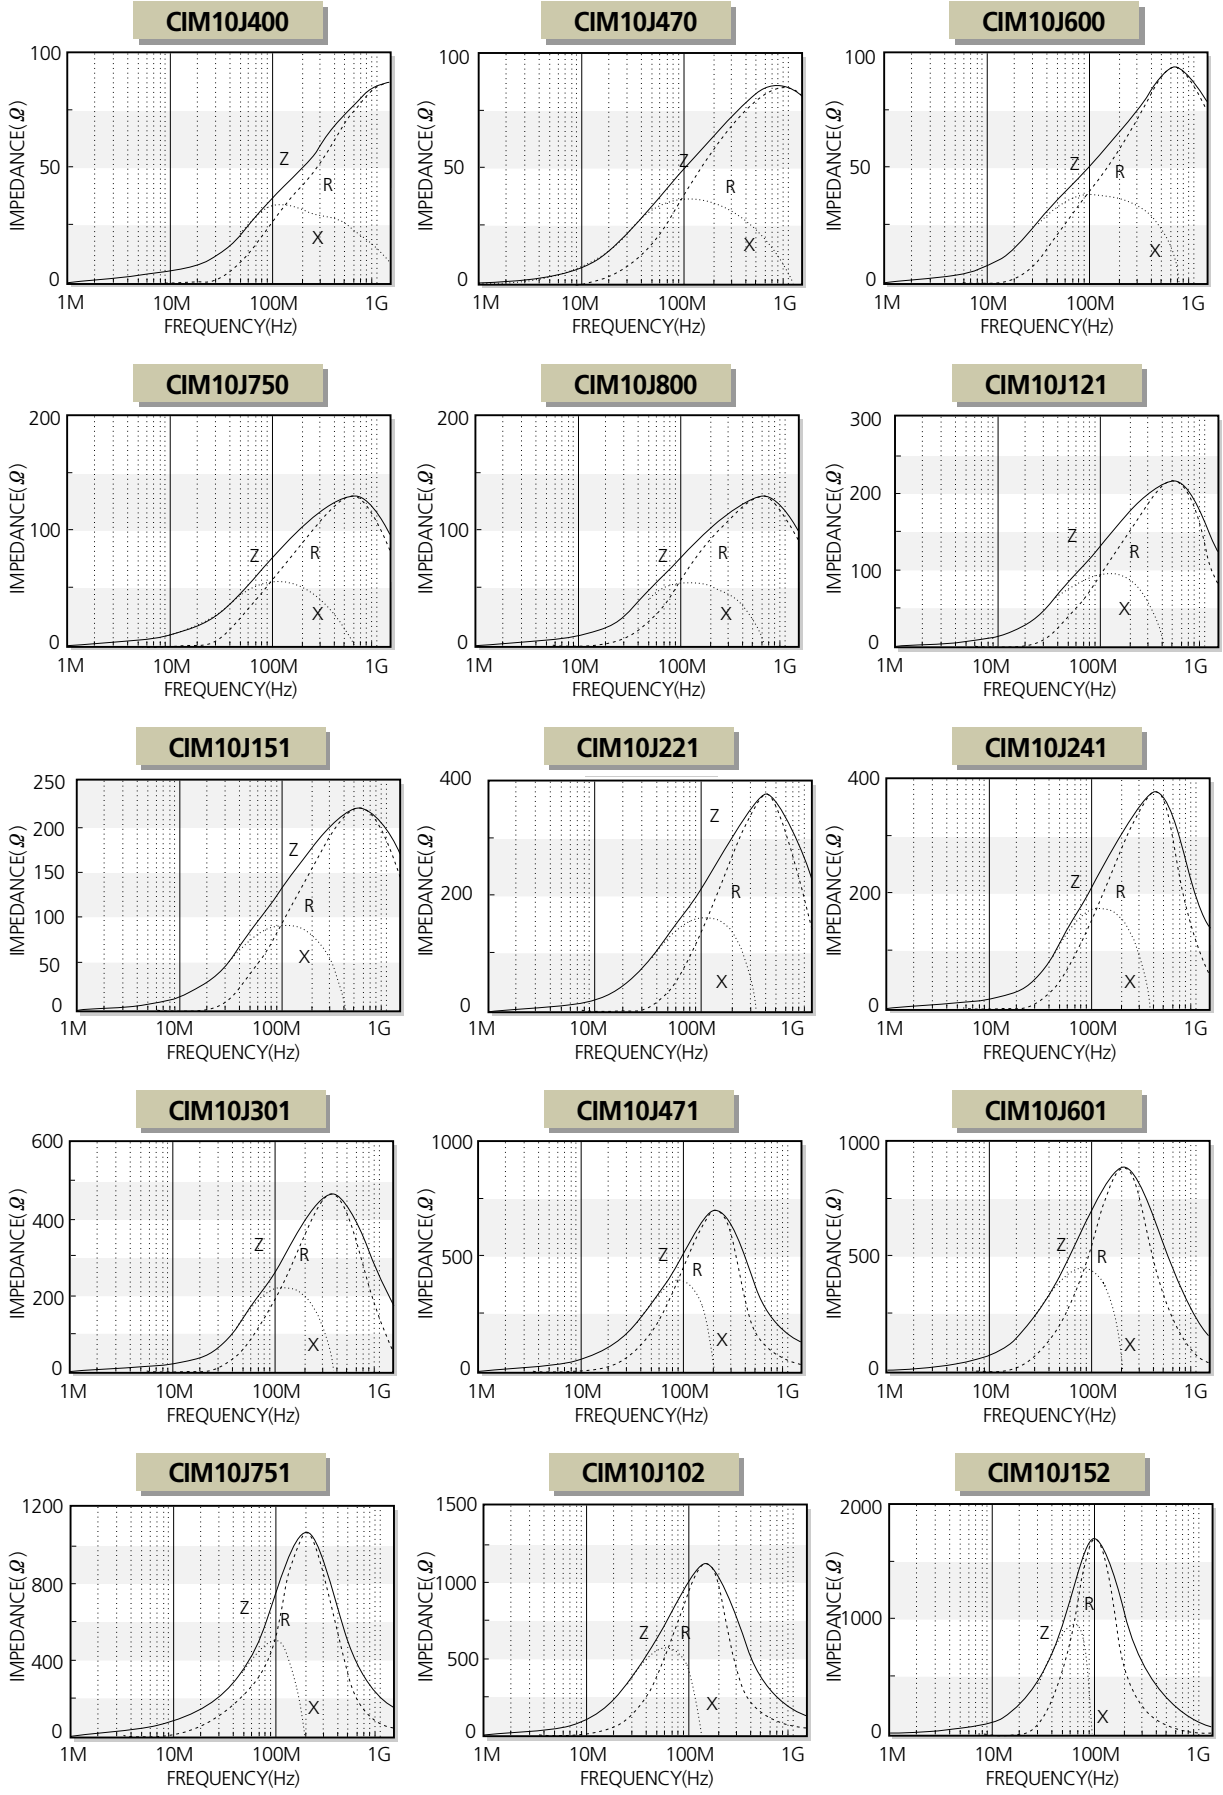 CIM10J400
CIM10J470
CIM10J600
100
50
0
IMPEDANCE(Ω)
Z
R
X
1M 10M 100M 1G
FREQUENCY(Hz)
100
50
0
IMPEDANCE(Ω)
Z
R
X
1M 10M 100M 1G
FREQUENCY(Hz)
100
50
0
IMPEDANCE(Ω)
Z
R
X
1M 10M 100M 1G
FREQUENCY(Hz)
CIM10J750
CIM10J800
CIM10J121
200
100
0
IMPEDANCE(Ω)
Z
R
X
1M 10M 100M 1G
FREQUENCY(Hz)
200
100
0
IMPEDANCE(Ω)
Z
R
X
1M 10M 100M 1G
FREQUENCY(Hz)
300
200
100
0
IMPEDANCE(Ω)
Z
R
X
1M 10M 100M 1G
FREQUENCY(Hz)
CIM10J151
CIM10J221
CIM10J241
250
200
150
100
50
0
IMPEDANCE(Ω)
Z
R
X
1M 10M 100M 1G
FREQUENCY(Hz)
400
200
0
IMPEDANCE(Ω)
Z
R
X
1M 10M 100M 1G
FREQUENCY(Hz)
400
200
0
IMPEDANCE(Ω)
Z
R
X
1M 10M 100M 1G
FREQUENCY(Hz)
CIM10J301
CIM10J471
CIM10J601
600
400
200
0
IMPEDANCE(Ω)
Z
R
X
1M 10M 100M 1G
FREQUENCY(Hz)
1000
500
0
IMPEDANCE(Ω)
Z
R
X
1M 10M 100M 1G
FREQUENCY(Hz)
1000
500
0
IMPEDANCE(Ω)
Z
R
X
1M 10M 100M 1G
FREQUENCY(Hz)
CIM10J751
CIM10J102
CIM10J152
1200
800
400
0
IMPEDANCE(Ω)
Z
R
X
1M 10M 100M 1G
FREQUENCY(Hz)
1500
1000
500
0
IMPEDANCE(Ω)
Z
R
X
1M 10M 100M 1G
FREQUENCY(Hz)
2000
1000
0
IMPEDANCE(Ω)
Z
R
X
1M 10M 100M 1G
FREQUENCY(Hz)